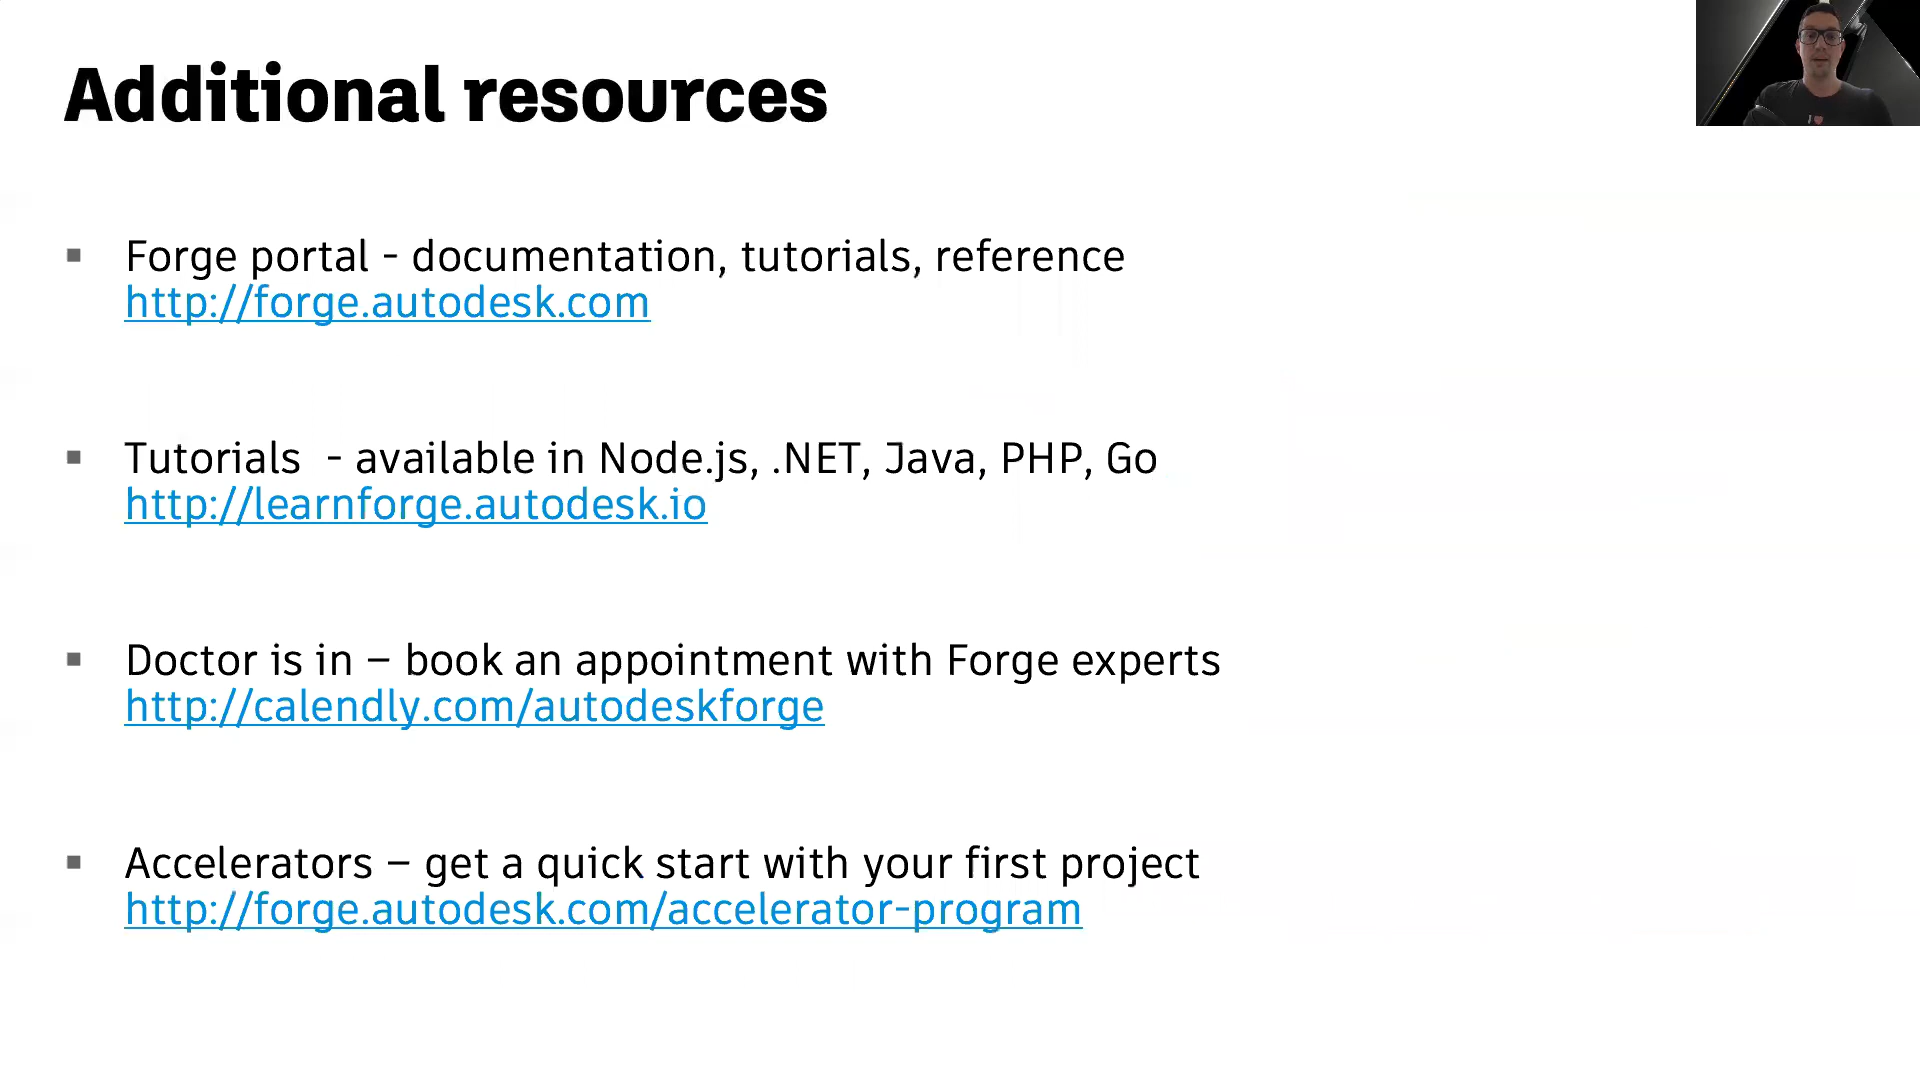 Additional resources
Forge portal - documentation, tutorials, reference
http://forge.autodesk.com
Tutorials  - available in Node.js, .NET, Java, PHP, Go
http://learnforge.autodesk.io
Doctor is in – book an appointment with Forge experts
http://calendly.com/autodeskforge
Accelerators – get a quick start with your first project
http://forge.autodesk.com/accelerator-program